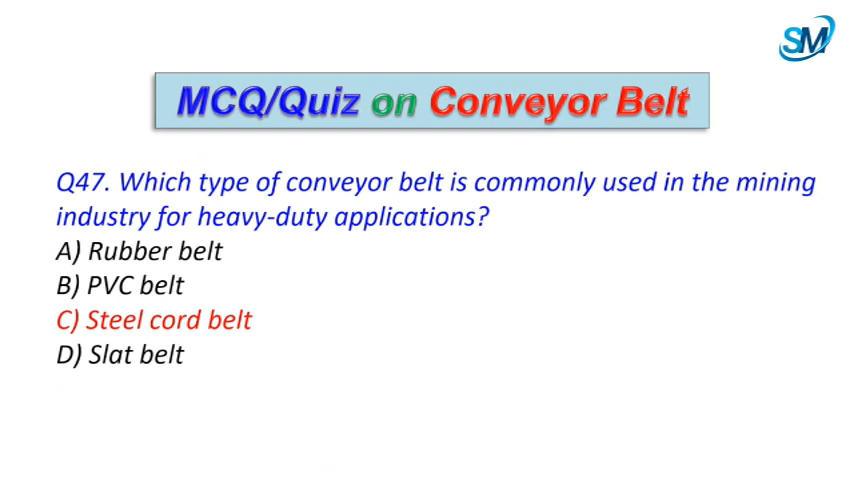 SM
MCQ/Quiz on Conveyor Belt
Q47. Which type of conveyor belt is commonly used in the mining
industry for heavy-duty applications?
A) Rubber belt
B) PVC belt
C) Steel cord belt
D) Slat belt